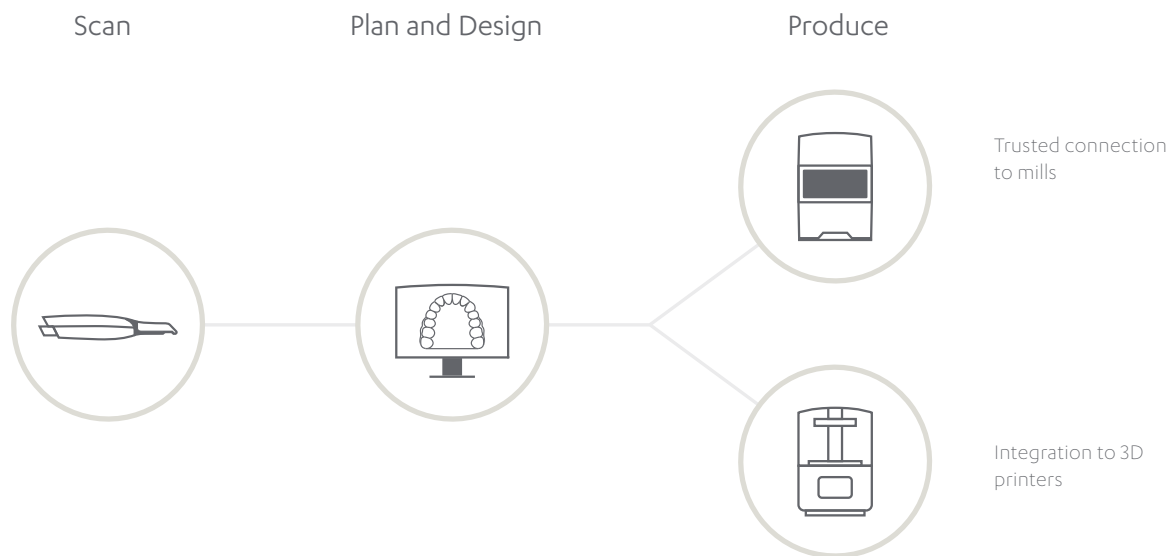 Scan
Plan and Design
Produce
Trusted connection
to mills
Integration to 3D
printers